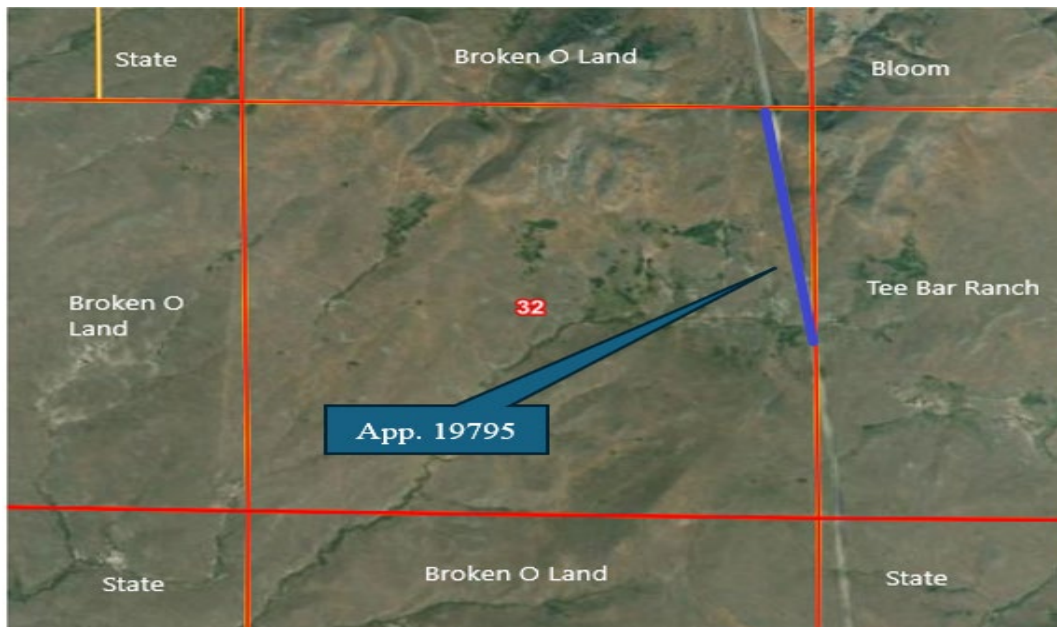 State
Broken O Land
Bloom
Broken O
Land
32
Tee Bar Ranch
App. 19795
State
Broken O Land
State